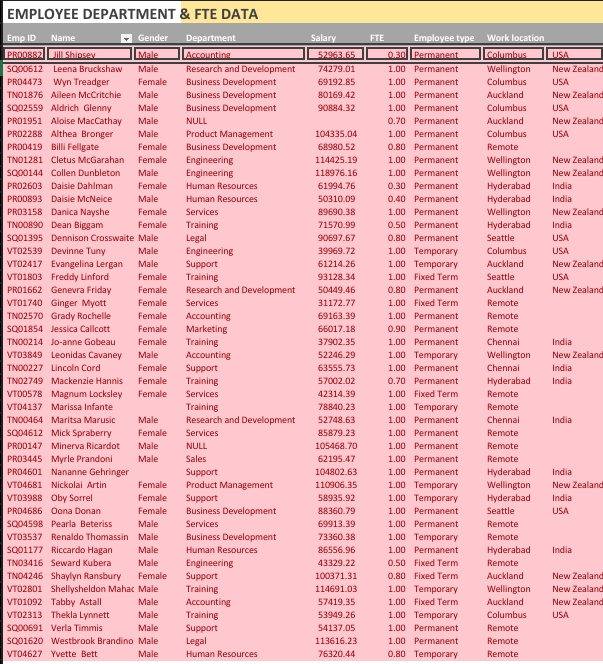 EMPLOYEE DEPARTMENT & FTE DATA
Emp ID Name Gender Department Salary FTE Employee type Work location
PR00882 Jill Shipsey Male Accounting 52963.65 0.30 Permanent Columbus USA
SQ00612 Leena Bruckshaw Male Research and Development 74279.01 1.00 Permanent Wellington New Zealand
PR04473 Wyn Treadger Female Business Development 69192.85 1.00 Permanent Columbus USA
TN01876 Aileen McCritchie Male Business Development 80169.42 1.00 Permanent Auckland New Zealand
SQ02559 Aldrich Glenny Male Business Development 90884.32 1.00 Permanent Columbus USA
PR01951 Aloise MacCathay Male NULL 0.70 Permanent Auckland New Zealand
PR02288 Althea Bronger Male Product Management 104335.04 1.00 Permanent Columbus USA
PR00419 Billi Fellgate Female Business Development 68980.52 0.80 Permanent Remote
TN01281 Cletus McGarahan Female Engineering 114425.19 1.00 Permanent Wellington New Zealand
SQ00144 Collen Dunbleton Male Engineering 118976.16 1.00 Permanent Wellington New Zealand
PR02603 Daisie Dahlman Female Human Resources 61994.76 0.30 Permanent Hyderabad India
PR00893 Daisie McNeice Male Human Resources 50310.09 0.40 Permanent Hyderabad India
PR03158 Danica Nayshe Female Services 89690.38 1.00 Permanent Wellington New Zealand
TN00890 Dean Biggam Female Training 71570.99 0.50 Permanent Hyderabad India
SQ01395 Dennison Crosswaite Male Legal 90697.67 0.80 Permanent Seattle USA
VT02539 Devinne Tuny Male Engineering 39969.72 1.00 Temporary Columbus USA
VT02417 Evangelina Lergan Male Support 61214.26 1.00 Temporary Auckland New Zealand
VT01803 Freddy Linford Female Training 93128.34 1.00 Fixed Term Seattle USA
PR01662 Genevra Friday Female Research and Development 50449.46 0.80 Permanent Auckland New Zealand
VT01740 Ginger Myott Female Services 31172.77 1.00 Fixed Term Remote
TN02570 Grady Rochelle Female Accounting 69163.39 1.00 Permanent Remote
SQ01854 Jessica Callcott Female Marketing 66017.18 0.90 Permanent Remote
TN00214 Jo-anne Gobeau Female Training 37902.35 1.00 Permanent Chennai India
VT03849 Leonidas Cavaney Male Accounting 52246.29 1.00 Temporary Wellington New Zealand
TN00227 Lincoln Cord Female Support 63555.73 1.00 Permanent Chennai India
TN02749 Mackenzie Hannis Female Training 57002.02 0.70 Permanent Hyderabad India
VT00578 Magnum Locksley Female Services 42314.39 1.00 Fixed Term Remote
VT04137 Marissa Infante Training 78840.23 1.00 Temporary Remote
TN00464 Maritsa Marusic Male Research and Development 52748.63 1.00 Permanent Chennai India
SQ04612 Mick Spraberry Female Services 85879.23 1.00 Permanent Remote
PR00147 Minerva Ricardot Male NULL 105468.70 1.00 Permanent Remote
PR03445 Myrle Prandoni Male Sales 62195.47 1.00 Permanent Remote
PR04601 Nananne Gehringer Support 104802.63 1.00 Permanent Hyderabad India
VT04681 Nickolai Artin Female Product Management 110906.35 1.00 Temporary Wellington New Zealand
VT03988 Oby Sorrel Female Support 58935.92 1.00 Temporary Hyderabad India
PR04686 Oona Donan Female Business Development 88360.79 1.00 Permanent Seattle USA
SQ04598 Pearla Beteriss Male Services 69913.39 1.00 Permanent Remote
VT03537 Renaldo Thomassin Male Business Development 73360.38 1.00 Temporary Remote
SQ01177 Riccardo Hagan Male Human Resources 86556.96 1.00 Permanent Hyderabad India
TN03416 Seward Kubera Male Engineering 43329.22 0.50 Fixed Term Remote
TN04246 Shaylyn Ransbury Female Support 100371.31 0.80 Fixed Term Auckland New Zealand
VT02801 Shellysheldon Mahac Male Training 114691.03 1.00 Temporary Wellington New Zealand
VT01092 Tabby Astall Male Accounting 57419.35 1.00 Fixed Term Auckland New Zealand
VT02313 Thekla Lynnett Male Training 53949.26 1.00 Temporary Columbus USA
SQ00691 Verla Timmis Male Support 54137.05 1.00 Permanent Remote
SQ01620 Westbrook Brandino Male Legal 113616.23 1.00 Permanent Remote
VT04627 Yvette Bett Male Human Resources 76320.44 0.80 Temporary Remote